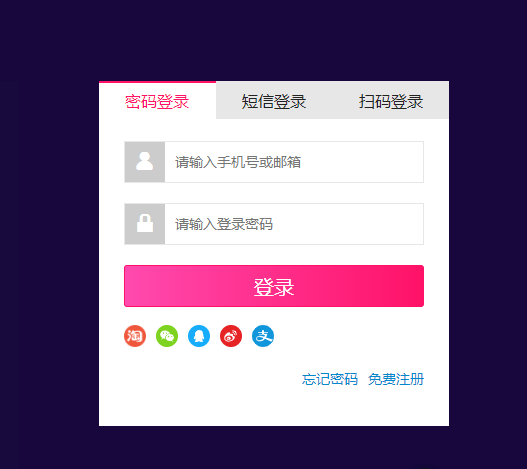 密码登录 短信登录 扫码登录
请输入手机号或邮箱
请输入登录密码
登录
淘 支
忘记密码 免费注册